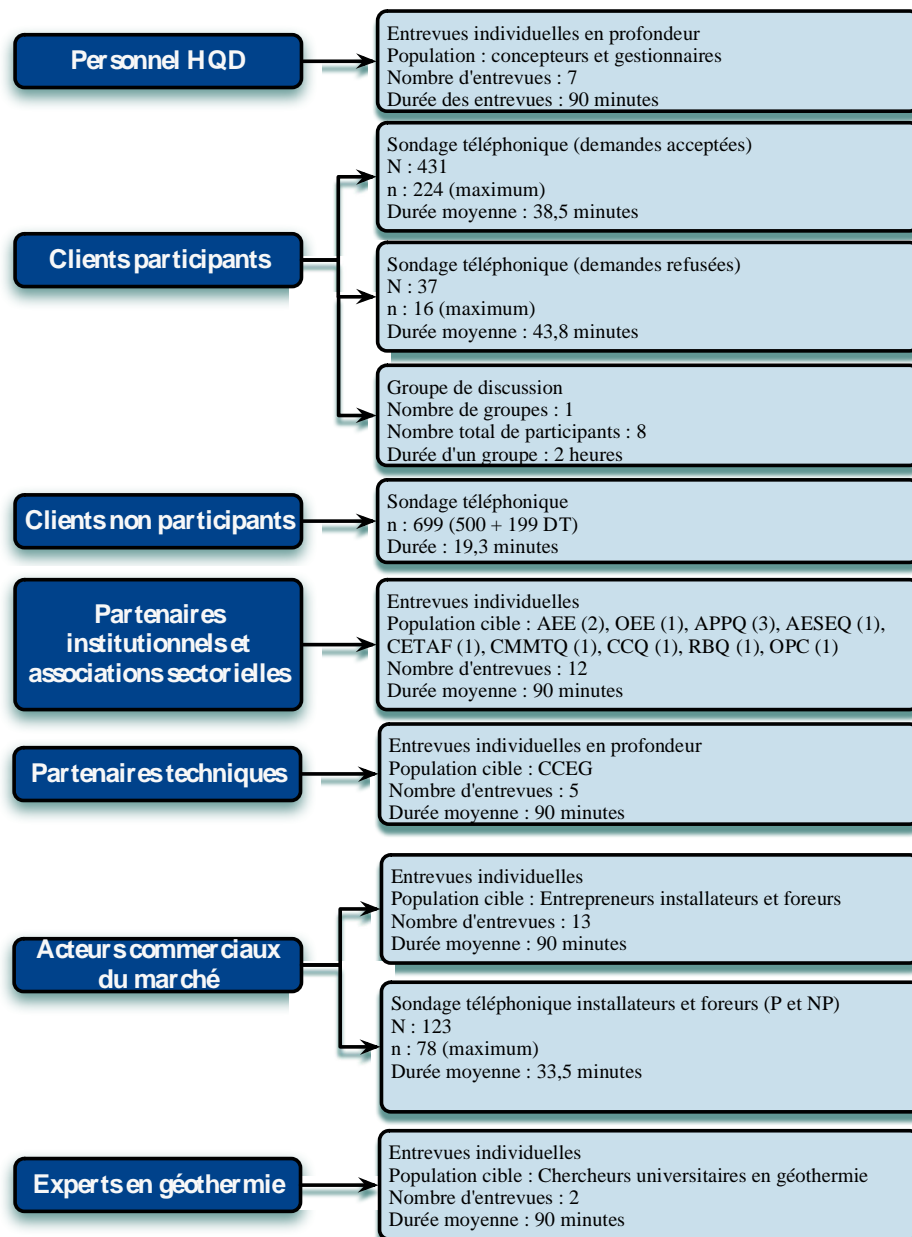 Personnel HQD
Entrevues individuelles en profondeur
Population : concepteurs et gestionnaires
Nombre d'entrevues : 7
Durée des entrevues : 90 minutes
Clients participants
Sondage téléphonique (demandes acceptées)
N : 431
n : 224 (maximum)
Durée moyenne : 38,5 minutes
Sondage téléphonique (demandes refusées)
N : 37
n : 16 (maximum)
Durée moyenne : 43,8 minutes
Groupe de discussion
Nombre de groupes : 1
Nombre total de participants : 8
Durée d'un groupe : 2 heures
Clients non participants
Sondage téléphonique
n : 699 (500 + 199 DT)
Durée : 19,3 minutes
Partenaires
institutionnels et
associations sectorielles
Entrevues individuelles
Population cible : AEE (2), OEE (1), APPQ (3), AESEQ (1),
CETAF (1), CMMTQ (1), CCQ (1), RBQ (1), OPC (1)
Nombre d'entrevues : 12
Durée moyenne : 90 minutes
Partenaires techniques
Entrevues individuelles en profondeur
Population cible : CCEG
Nombre d'entrevues : 5
Durée moyenne : 90 minutes
Acteurs commerciaux
du marché
Entrevues individuelles
Population cible : Entrepreneurs installateurs et foreurs
Nombre d'entrevues : 13
Durée moyenne : 90 minutes
Sondage téléphonique installateurs et foreurs (P et NP)
N : 123
n : 78 (maximum)
Durée moyenne : 33,5 minutes
Experts en géothermie
Entrevues individuelles
Population cible : Chercheurs universitaires en géothermie
Nombre d'entrevues : 2
Durée moyenne : 90 minutes